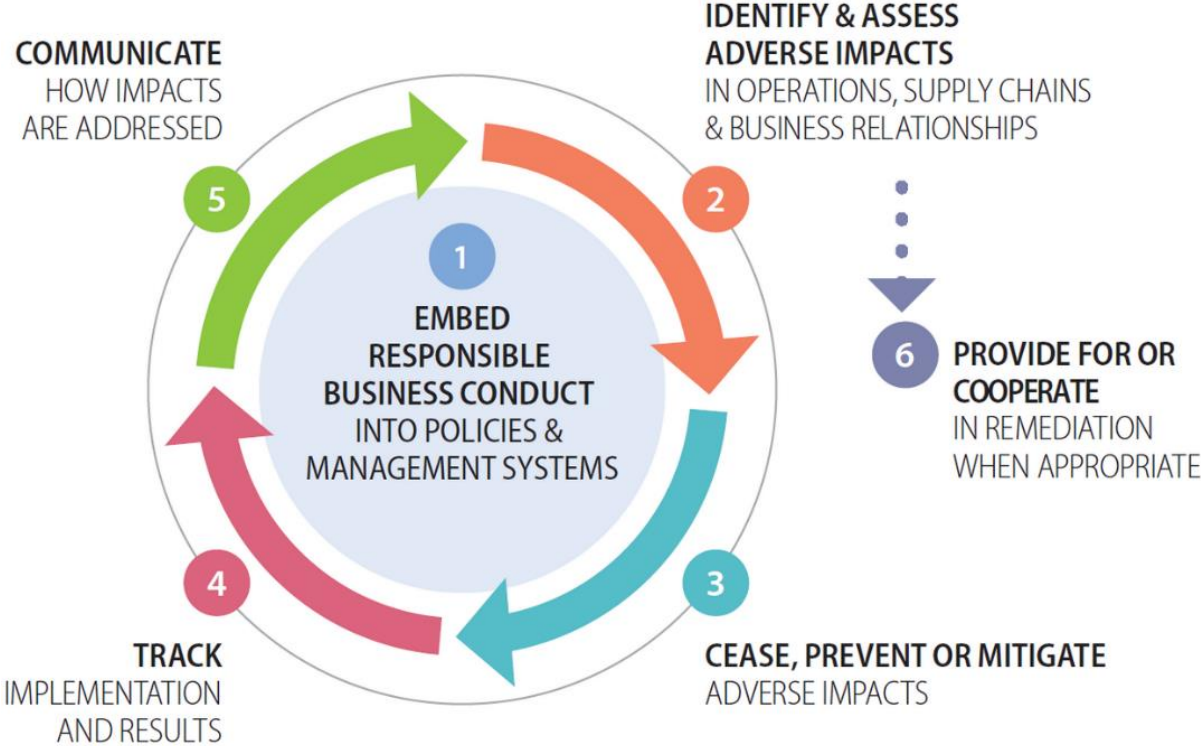 1
EMBED
RESPONSIBLE
BUSINESS CONDUCT
INTO POLICIES &
MANAGEMENT SYSTEMS
2
IDENTIFY & ASSESS
ADVERSE IMPACTS
IN OPERATIONS, SUPPLY CHAINS
& BUSINESS RELATIONSHIPS
3
CEASE, PREVENT OR MITIGATE
ADVERSE IMPACTS
4
TRACK
IMPLEMENTATION
AND RESULTS
5
COMMUNICATE
HOW IMPACTS
ARE ADDRESSED
6
PROVIDE FOR OR
COOPERATE
IN REMEDIATION
WHEN APPROPRIATE